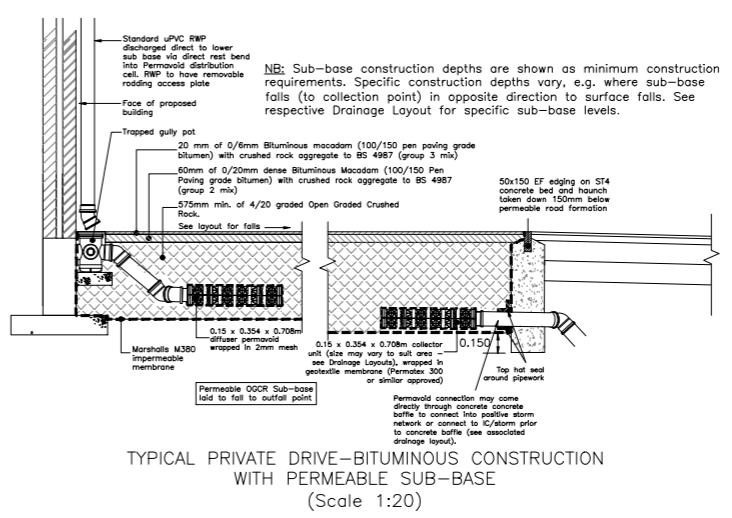 Standard uPVC RWP
discharged direct to lower
sub base via direct rest bend
into Permavoid distribution
cell. RWP to have removable
rodding access plate
NB: Sub-base construction depths are shown as minimum construction
requirements. Specific construction depths vary, e.g. where sub-base
falls (to collection point) in opposite direction to surface falls. See
respective Drainage Layout for specific sub-base levels.
Face of proposed
building
Trapped gully pot
20 mm of 0/6mm Bituminous macadam (100/150 pen paving grade
bitumen) with crushed rock aggregate to BS 4987 (group 3 mix)
60mm of 0/20mm dense Bituminous Macadam (100/150 Pen
Paving grade bitumen) with crushed rock aggregate to BS 4987
(group 2 mix)
575mm min. of 4/20 graded Open Graded Crushed
Rock.
See layout for falls
50x150 EF edging on ST4
concrete bed and haunch
taken down 150mm below
permeable road formation
Marshalls M380
impermeable
membrane
0.15 x 0.354 x 0.708m
diffuser permavoid
wrapped in 2mm mesh
0.15 x 0.354 x 0.708m collector
unit (size may vary to suit area -
see Drainage Layouts), wrapped in
geotextile membrane (Permatex 300
or similar approved)
0.150
Top hat seal
around pipework
Permeable OGCR Sub-base
laid to fall to outfall point
Permavoid connection may come
directly through concrete concrete
baffle to connect into positive storm
network or connect to IC/storm prior
to concrete baffle (see associated
drainage layout).
TYPICAL PRIVATE DRIVE-BITUMINOUS CONSTRUCTION
WITH PERMEABLE SUB-BASE
(Scale 1:20)